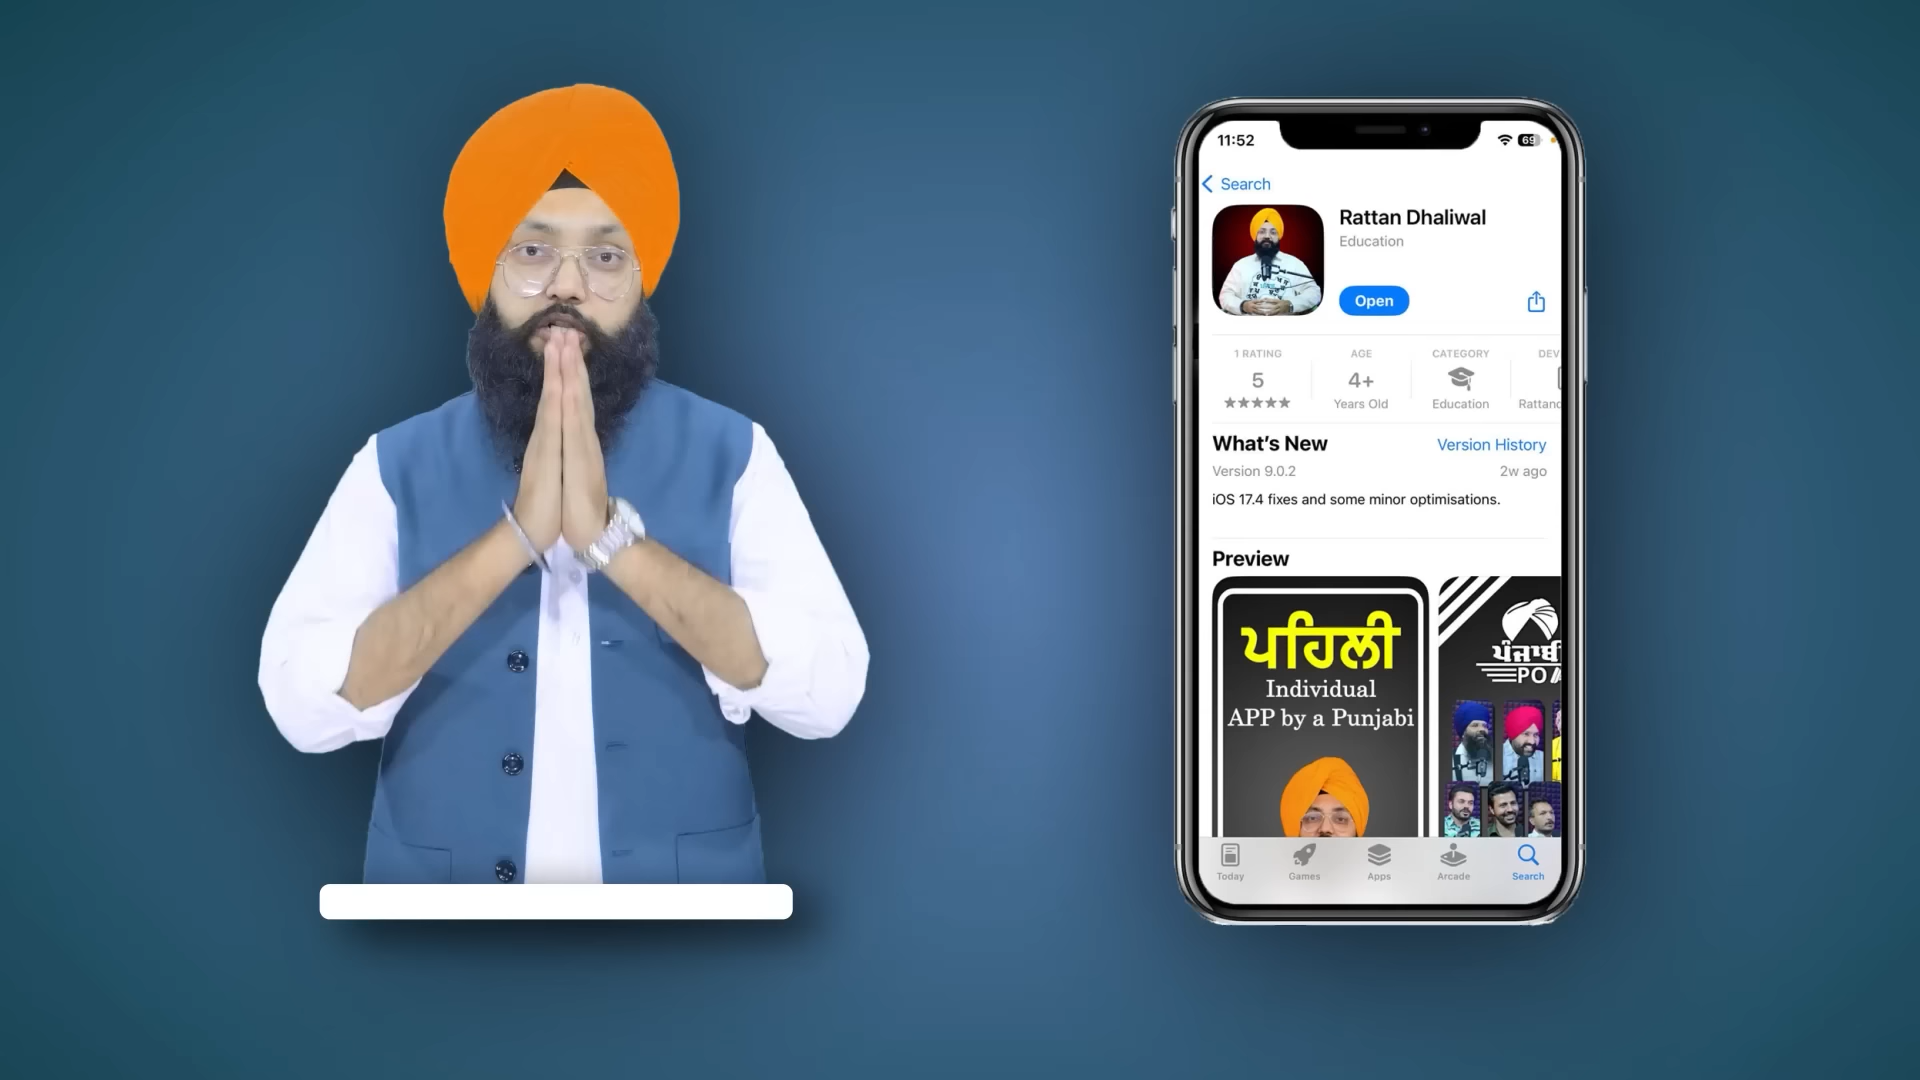 11:52
69
Search
Rattan Dhaliwal
Education
Open
1 RATING
AGE
CATEGORY
5
4+
Years Old
Education
What's New
Version History
Version 9.0.2
2w ago
iOS 17.4 fixes and some minor optimisations.
Preview
ਪਹਿਲੀ
Individual
APP by a Punjabi
Today
Games
Apps
Arcade
Search